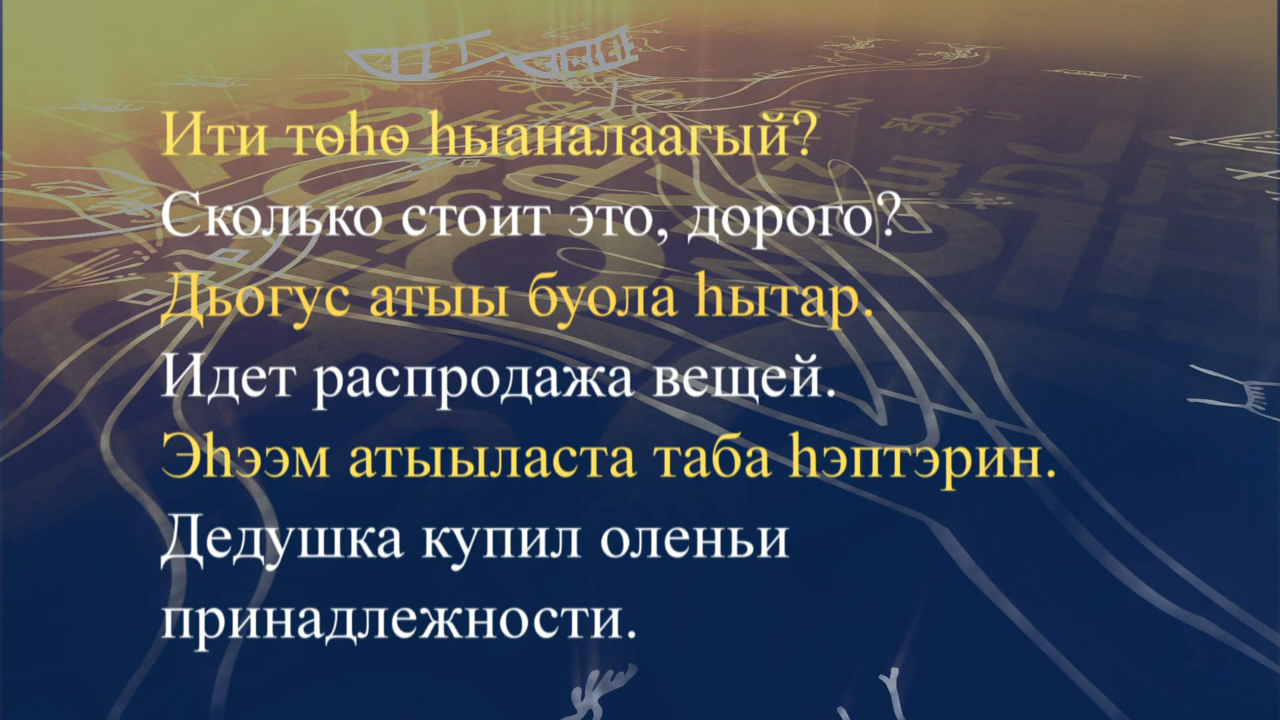 Ити төһө һыаналаагый?
Сколько стоит это, дорого?
Дьогус атыы буола һытар.
Идет распродажа вещей.
Эһээм атыыласта таба һэптэрин.
Дедушка купил оленьи
принадлежности.